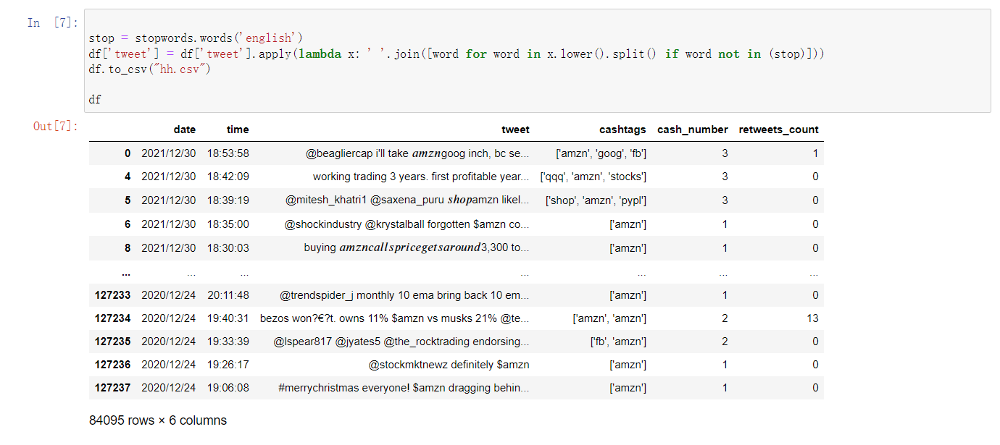 In [7]:
stop = stopwords.words('english')
df['tweet'] = df['tweet'].apply(lambda x: ' '.join([word for word in x.lower().split() if word not in (stop)]))
df.to_csv("hh.csv")
df
Out[7]:
date time tweet cashtags cash_number retweets_count
0 2021/12/30 18:53:58 @beagliercap i'll take amzngoog inch, bc se... ['amzn', 'goog', 'fb'] 3 1
4 2021/12/30 18:42:09 working trading 3 years. first profitable year... ['qqq', 'amzn', 'stocks'] 3 0
5 2021/12/30 18:39:19 @mitesh_khatri1 @saxena_puru shopamzn likel... ['shop', 'amzn', 'pypl'] 3 0
6 2021/12/30 18:35:00 @shockindustry @krystalball forgotten $amzn co... ['amzn'] 1 0
8 2021/12/30 18:30:03 buying amzncallspricegetsaround3,300 to... ['amzn'] 1 0
... ... ... ... ... ... ...
127233 2020/12/24 20:11:48 @trendspider_j monthly 10 ema bring back 10 em... ['amzn'] 1 0
127234 2020/12/24 19:40:31 bezos won?€?t. owns 11% $amzn vs musks 21% @te... ['amzn', 'amzn'] 2 13
127235 2020/12/24 19:33:39 @lspear817 @jyates5 @the_rocktrading endorsing... ['fb', 'amzn'] 2 0
127236 2020/12/24 19:26:17 @stockmktnewz definitely $amzn ['amzn'] 1 0
127237 2020/12/24 19:06:08 #merrychristmas everyone! $amzn dragging behin... ['amzn'] 1 0
84095 rows × 6 columns